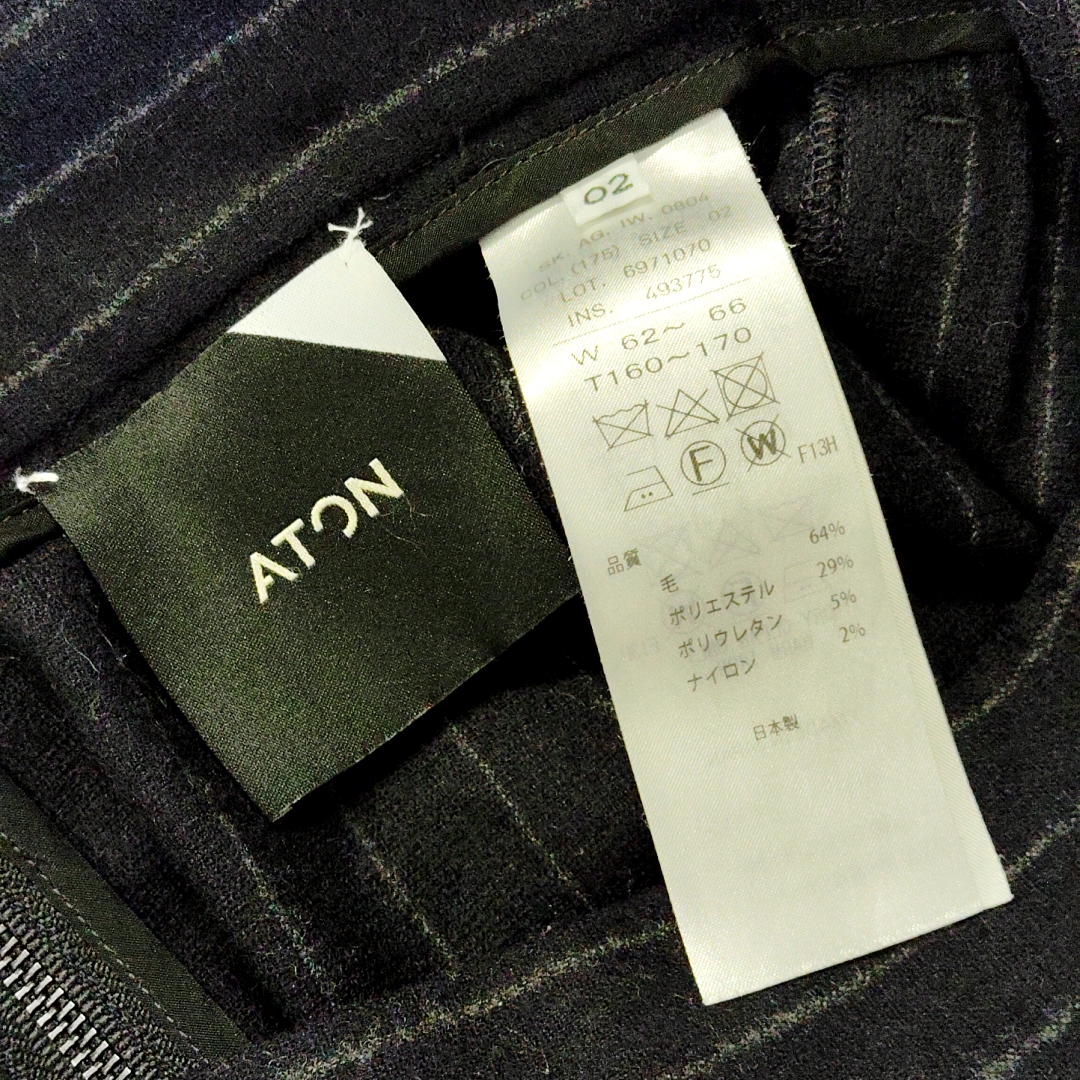 ATON
02
SK. AG. IW. 0804
COL. (175) SIZE 02
LOT. 6971070
INS. 493775
W 62～ 66
T160～170
F
W
F13H
品質
毛 64%
ポリエステル 29%
ポリウレタン 5%
ナイロン 2%
日本製